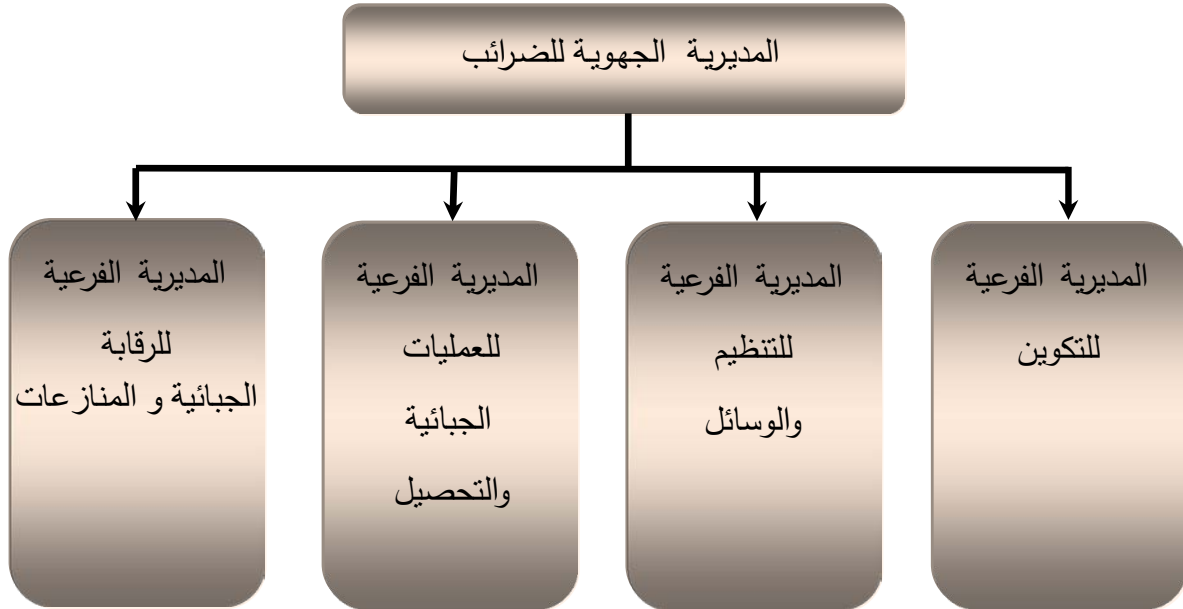 المديرية الجهوية للضرائب
المديرية الفرعية
للتكوين
المديرية الفرعية
للتنظيم
والوسائل
المديرية الفرعية
للعمليات
الجبائية
والتحصيل
المديرية الفرعية
للرقابة
الجبائية و المنازعات